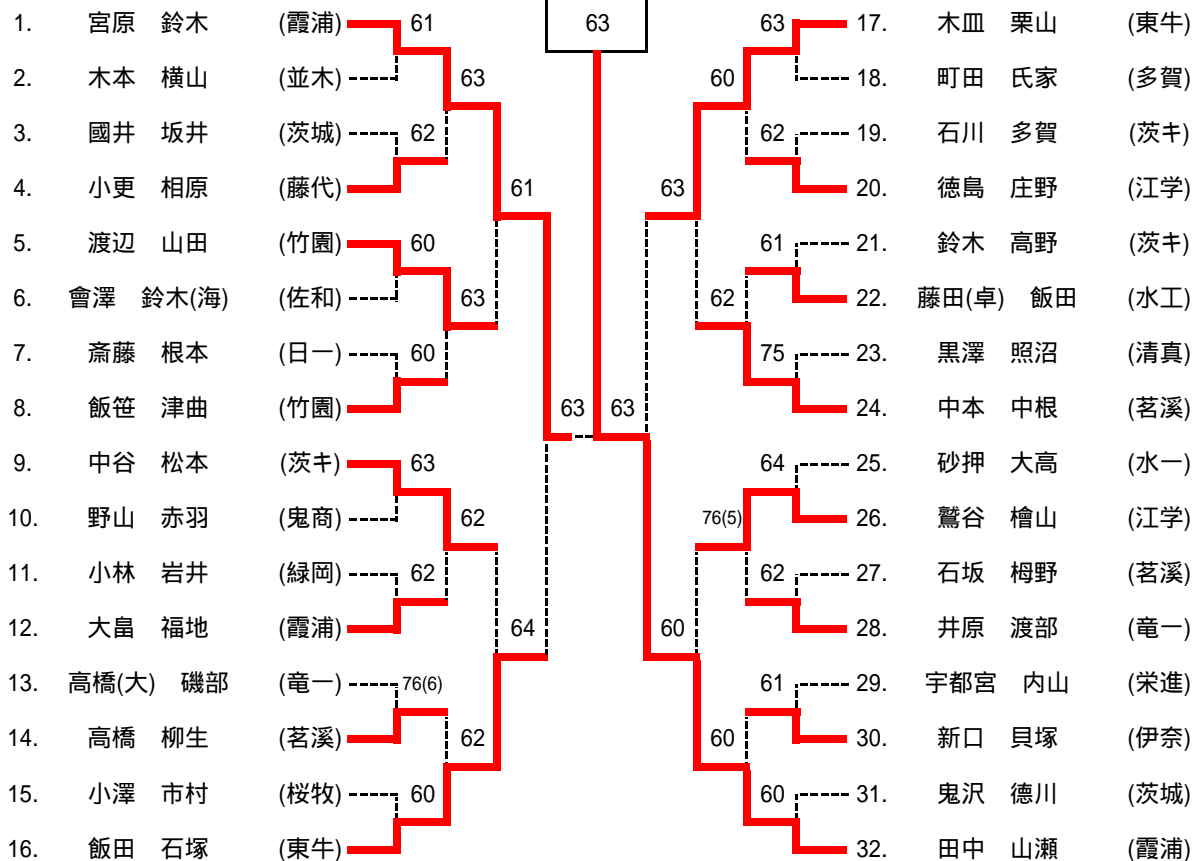 63
1. 宮原 鈴木 (霞浦) 61
2. 木本 横山 (並木)
63
3. 國井 坂井 (茨城) 62
4. 小更 相原 (藤代)
61
5. 渡辺 山田 (竹園) 60
6. 會澤 鈴木(海) (佐和)
63
7. 斎藤 根本 (日一) 60
8. 飯笹 津曲 (竹園)
63
9. 中谷 松本 (茨キ) 63
10. 野山 赤羽 (鬼商)
62
11. 小林 岩井 (緑岡) 62
12. 大畠 福地 (霞浦)
64
13. 高橋(大) 磯部 (竜一) 76(6)
14. 高橋 柳生 (茗溪)
62
15. 小澤 市村 (桜牧) 60
16. 飯田 石塚 (東牛)
63 17. 木皿 栗山 (東牛)
18. 町田 氏家 (多賀)
60
62 19. 石川 多賀 (茨キ)
20. 徳島 庄野 (江学)
63
61 21. 鈴木 高野 (茨キ)
22. 藤田(卓) 飯田 (水工)
62
75 23. 黒澤 照沼 (清真)
24. 中本 中根 (茗溪)
63
64 25. 砂押 大高 (水一)
26. 鷲谷 檜山 (江学)
76(5)
62 27. 石坂 栂野 (茗溪)
28. 井原 渡部 (竜一)
60
61 29. 宇都宮 内山 (栄進)
30. 新口 貝塚 (伊奈)
60
60 31. 鬼沢 德川 (茨城)
32. 田中 山瀬 (霞浦)